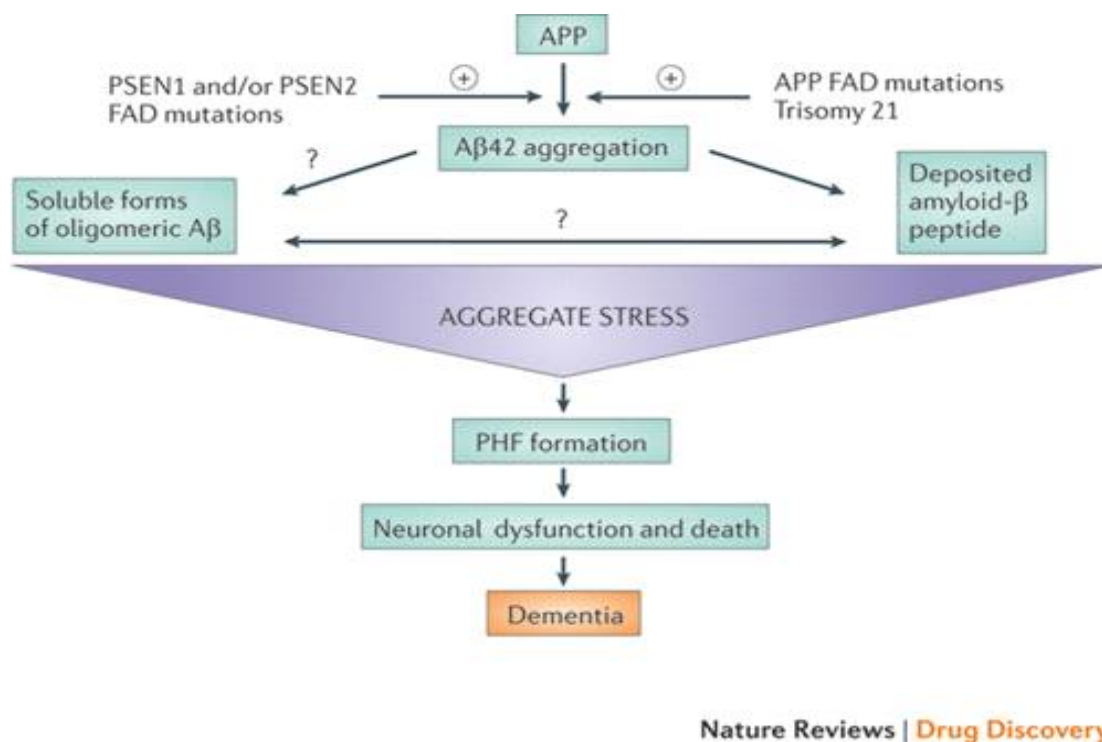 APP
PSEN1 and/or PSEN2
FAD mutations
+
+
APP FAD mutations
Trisomy 21
Aβ42 aggregation
?
Soluble forms
of oligomeric Aβ
?
Deposited
amyloid-β
peptide
AGGREGATE STRESS
PHF formation
Neuronal dysfunction and death
Dementia
Nature Reviews | Drug Discovery